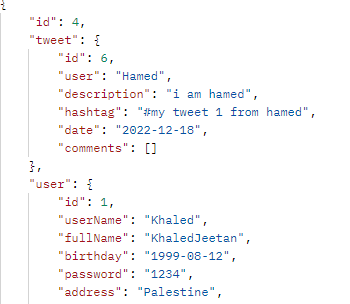 {
"id": 4,
"tweet": {
"id": 6,
"user": "Hamed",
"description": "i am hamed",
"hashtag": "#my tweet 1 from hamed",
"date": "2022-12-18",
"comments": []
},
"user": {
"id": 1,
"userName": "Khaled",
"fullName": "KhaledJeetan",
"birthday": "1999-08-12",
"password": "1234",
"address": "Palestine",